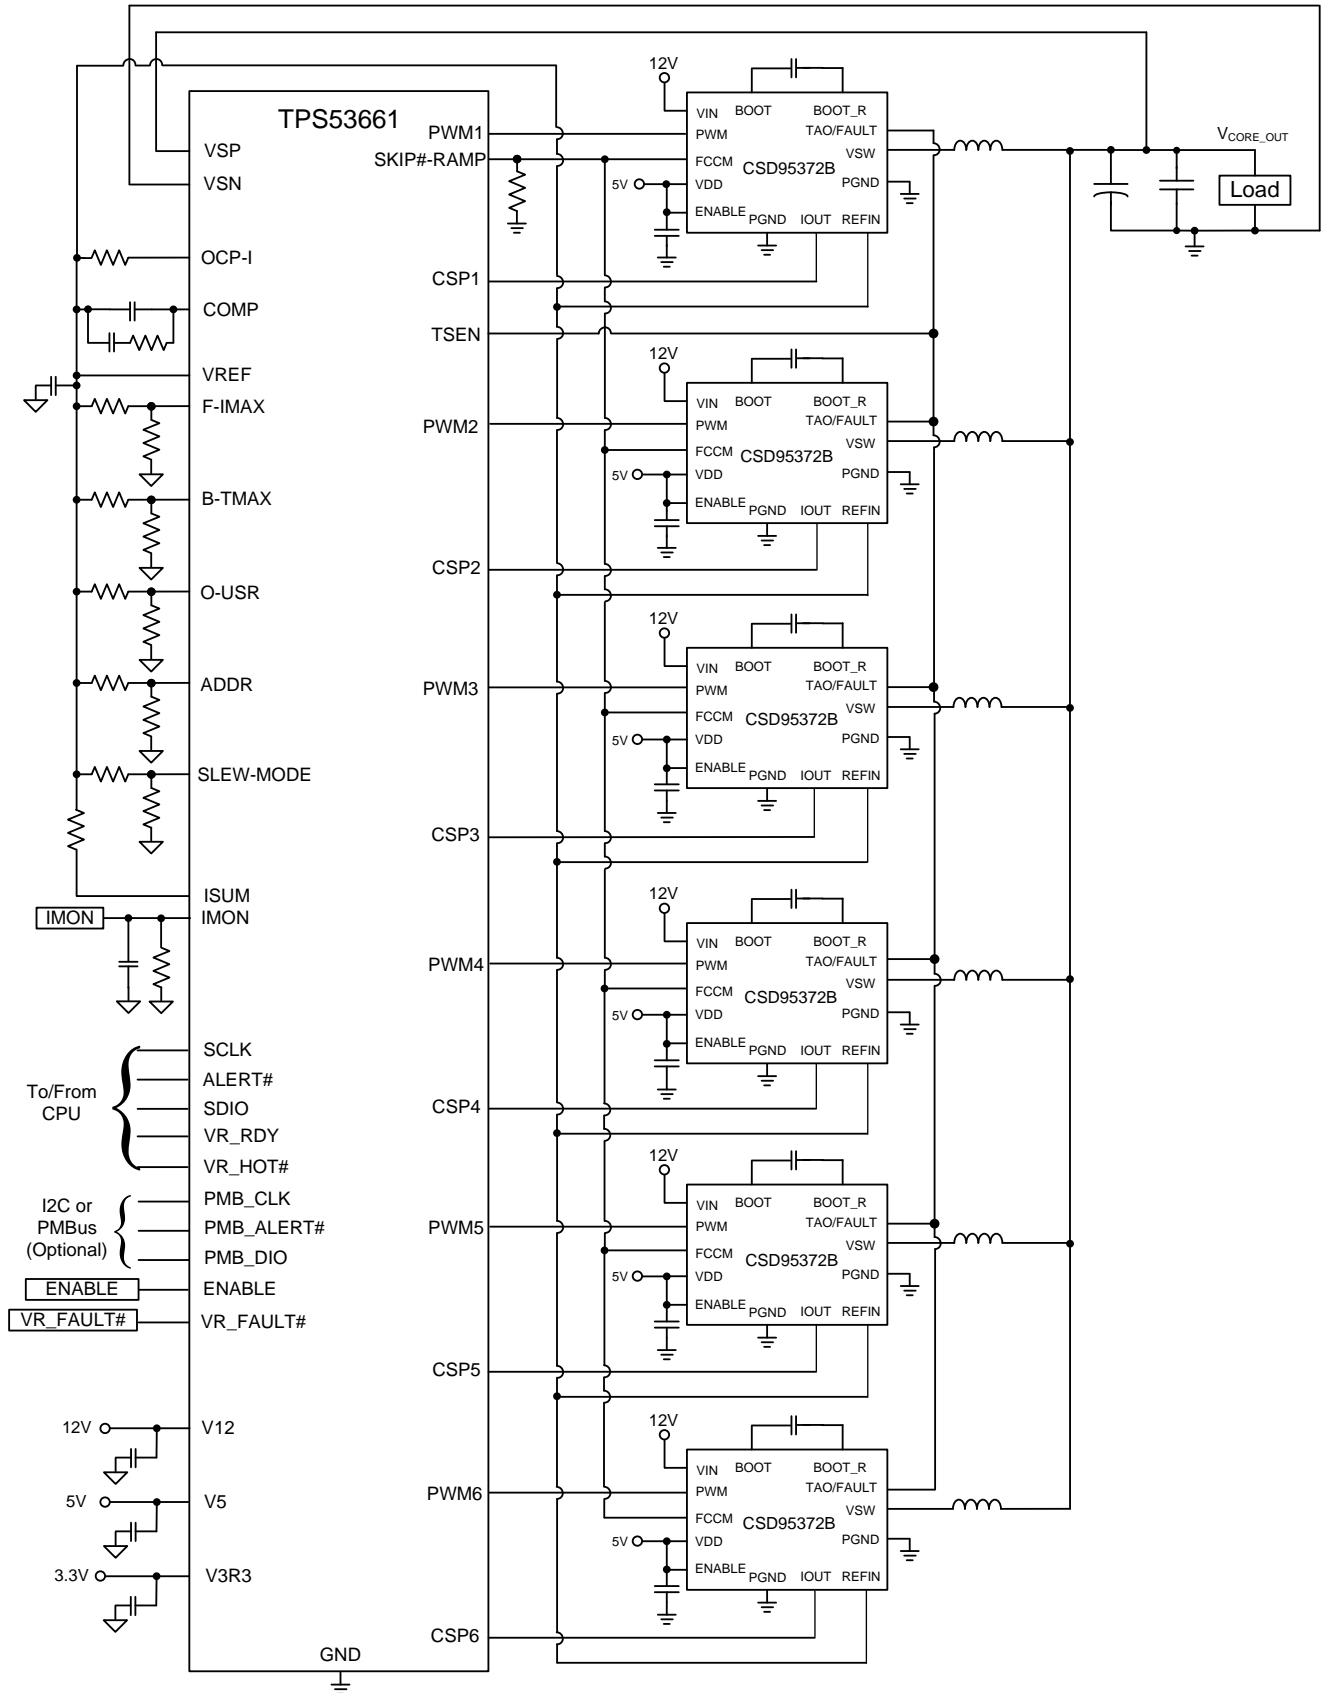 TPS53661
VSP
VSN
OCP-I
COMP
VREF
F-IMAX
B-TMAX
O-USR
ADDR
SLEW-MODE
ISUM
IMON
IMON
To/From
CPU
SCLK
ALERT#
SDIO
VR_RDY
VR_HOT#
I2C or
PMBus
(Optional)
PMB_CLK
PMB_ALERT#
PMB_DIO
ENABLE
ENABLE
VR_FAULT#
VR_FAULT#
12V
V12
5V
V5
3.3V
V3R3
GND
PWM1
SKIP#-RAMP
CSP1
TSEN
PWM2
CSP2
PWM3
CSP3
PWM4
CSP4
PWM5
CSP5
PWM6
CSP6
12V
VIN
BOOT
BOOT_R
TAO/FAULT
PWM
VSW
FCCM
CSD95372B
5V
VDD
PGND
ENABLE
PGND
IOUT
REFIN
12V
VIN
BOOT
BOOT_R
TAO/FAULT
PWM
VSW
FCCM
CSD95372B
5V
VDD
PGND
ENABLE
PGND
IOUT
REFIN
12V
VIN
BOOT
BOOT_R
TAO/FAULT
PWM
VSW
FCCM
CSD95372B
5V
VDD
PGND
ENABLE
PGND
IOUT
REFIN
12V
VIN
BOOT
BOOT_R
TAO/FAULT
PWM
VSW
FCCM
CSD95372B
5V
VDD
PGND
ENABLE
PGND
IOUT
REFIN
12V
VIN
BOOT
BOOT_R
TAO/FAULT
PWM
VSW
FCCM
CSD95372B
5V
VDD
PGND
ENABLE
PGND
IOUT
REFIN
12V
VIN
BOOT
BOOT_R
TAO/FAULT
PWM
VSW
FCCM
CSD95372B
5V
VDD
PGND
ENABLE
PGND
IOUT
REFIN
VCORE_OUT
Load